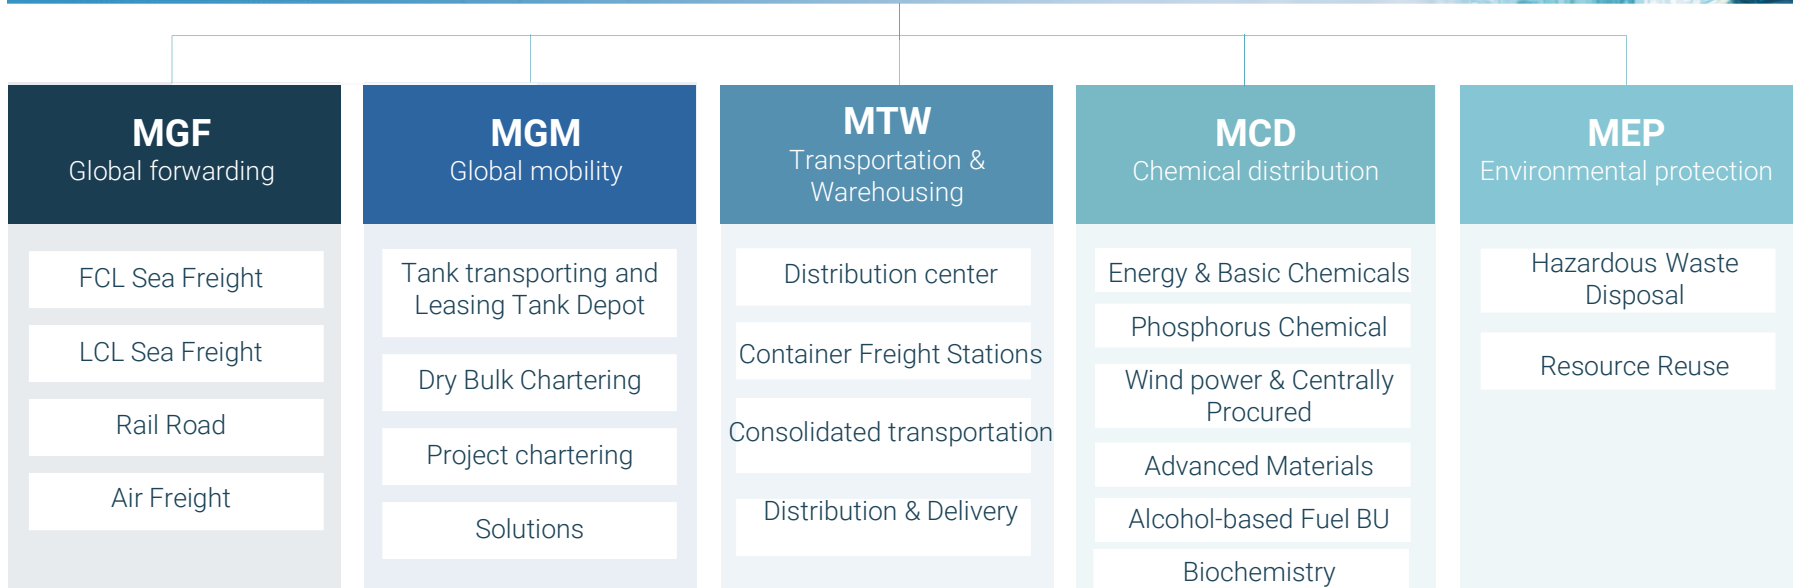 MGF
Global forwarding
FCL Sea Freight
LCL Sea Freight
Rail Road
Air Freight
MGM
Global mobility
Tank transporting and
Leasing Tank Depot
Dry Bulk Chartering
Project chartering
Solutions
MTW
Transportation &
Warehousing
Distribution center
Container Freight Stations
Consolidated transportation
Distribution & Delivery
MCD
Chemical distribution
Energy & Basic Chemicals
Phosphorus Chemical
Wind power & Centrally
Procured
Advanced Materials
Alcohol-based Fuel BU
Biochemistry
MEP
Environmental protection
Hazardous Waste
Disposal
Resource Reuse